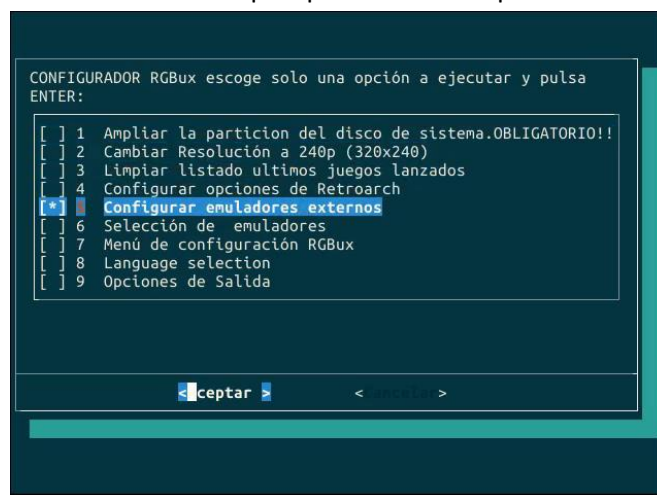 CONFIGURADOR RGBux escoge solo una opción a ejecutar y pulsa
ENTER:
[ ] 1 Ampliar la particion del disco de sistema.OBLIGATORIO!!
[ ] 2 Cambiar Resolución a 240p (320x240)
[ ] 3 Limpiar listado ultimos juegos lanzados
[ ] 4 Configurar opciones de Retroarch
[*] 5 Configurar emuladores externos
[ ] 6 Selección de emuladores
[ ] 7 Menú de configuración RGBux
[ ] 8 Language selection
[ ] 9 Opciones de Salida
< ceptar > <Cancelar>